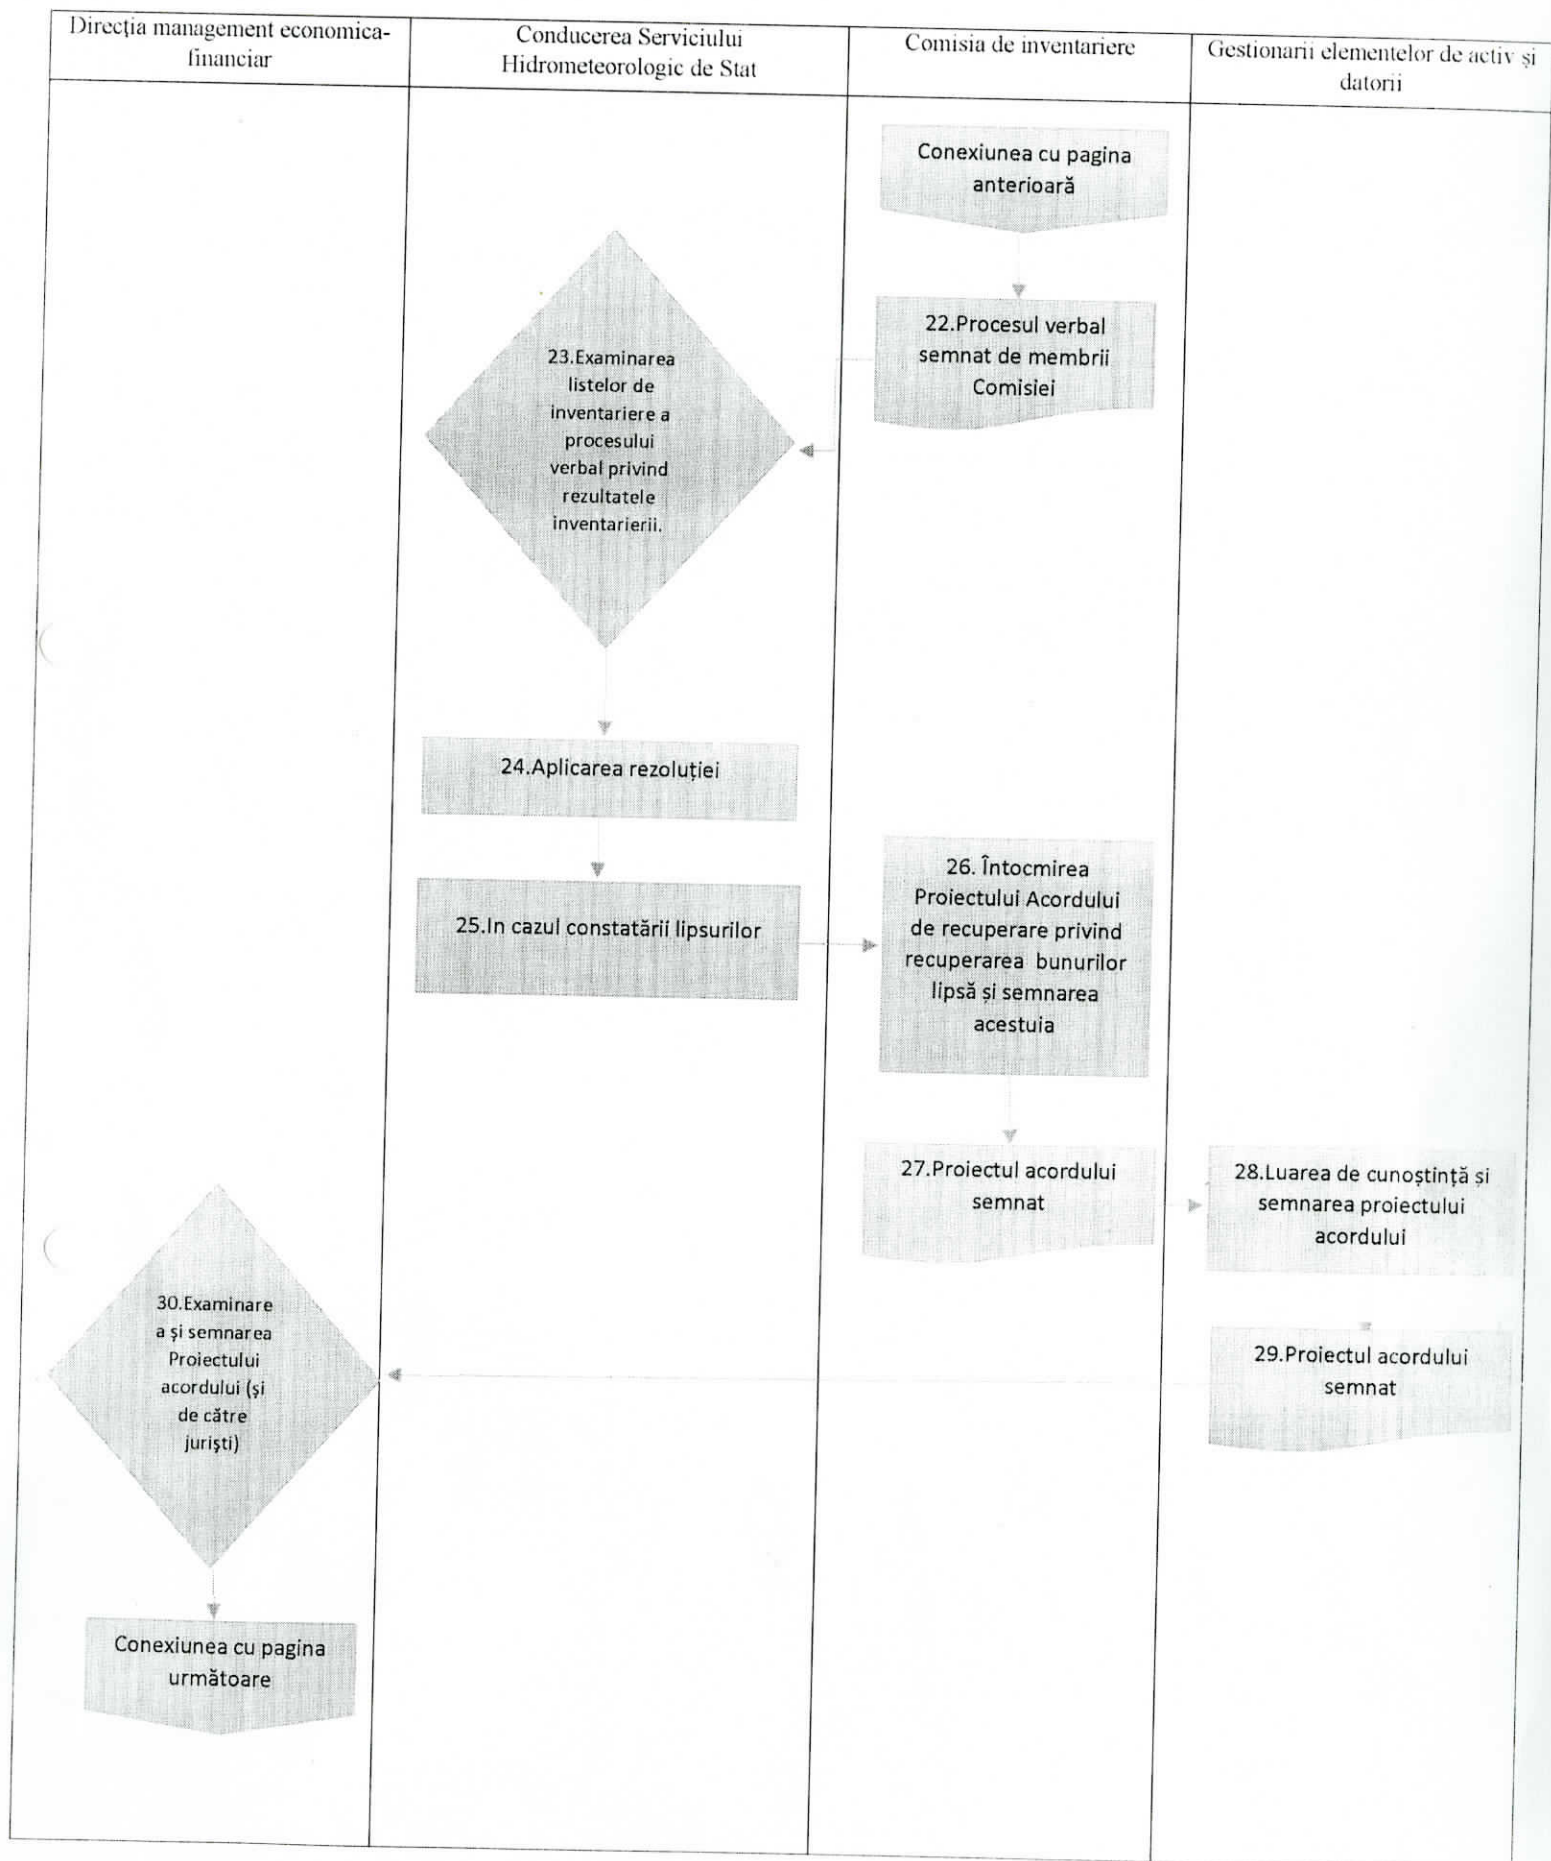 Direcția management economica-
financiar
Conducerea Serviciului
Hidrometeorologic de Stat
Comisia de inventariere
Gestionarii elementelor de activ și
datorii
Conexiunea cu pagina
anterioară
22.Procesul verbal
semnat de membrii
Comisiei
23.Examinarea
listelor de
inventariere a
procesului
verbal privind
rezultatele
inventarierii.
24.Aplicarea rezoluției
25.In cazul constatării lipsurilor
26. Întocmirea
Proiectului Acordului
de recuperare privind
recuperarea bunurilor
lipsă și semnarea
acestuia
27.Proiectul acordului
semnat
28.Luarea de cunoștință și
semnarea proiectului
acordului
29.Proiectul acordului
semnat
30.Examinare
a și semnarea
Proiectului
acordului (și
de către
juriști)
Conexiunea cu pagina
următoare